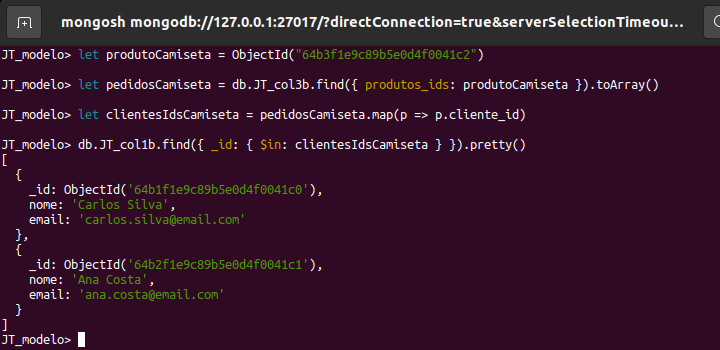 mongosh mongodb://127.0.0.1:27017/?directConnection=true&serverSelectionTimeou...
JT_modelo> let produtoCamiseta = ObjectId("64b3f1e9c89b5e0d4f0041c2")
JT_modelo> let pedidosCamiseta = db.JT_col3b.find({ produtos_ids: produtoCamiseta }).toArray()
JT_modelo> let clientesIdsCamiseta = pedidosCamiseta.map(p => p.cliente_id)
JT_modelo> db.JT_col1b.find({ _id: { $in: clientesIdsCamiseta } }).pretty()
[
  {
    _id: ObjectId('64b1f1e9c89b5e0d4f0041c0'),
    nome: 'Carlos Silva',
    email: 'carlos.silva@email.com'
  },
  {
    _id: ObjectId('64b2f1e9c89b5e0d4f0041c1'),
    nome: 'Ana Costa',
    email: 'ana.costa@email.com'
  }
]
JT_modelo>